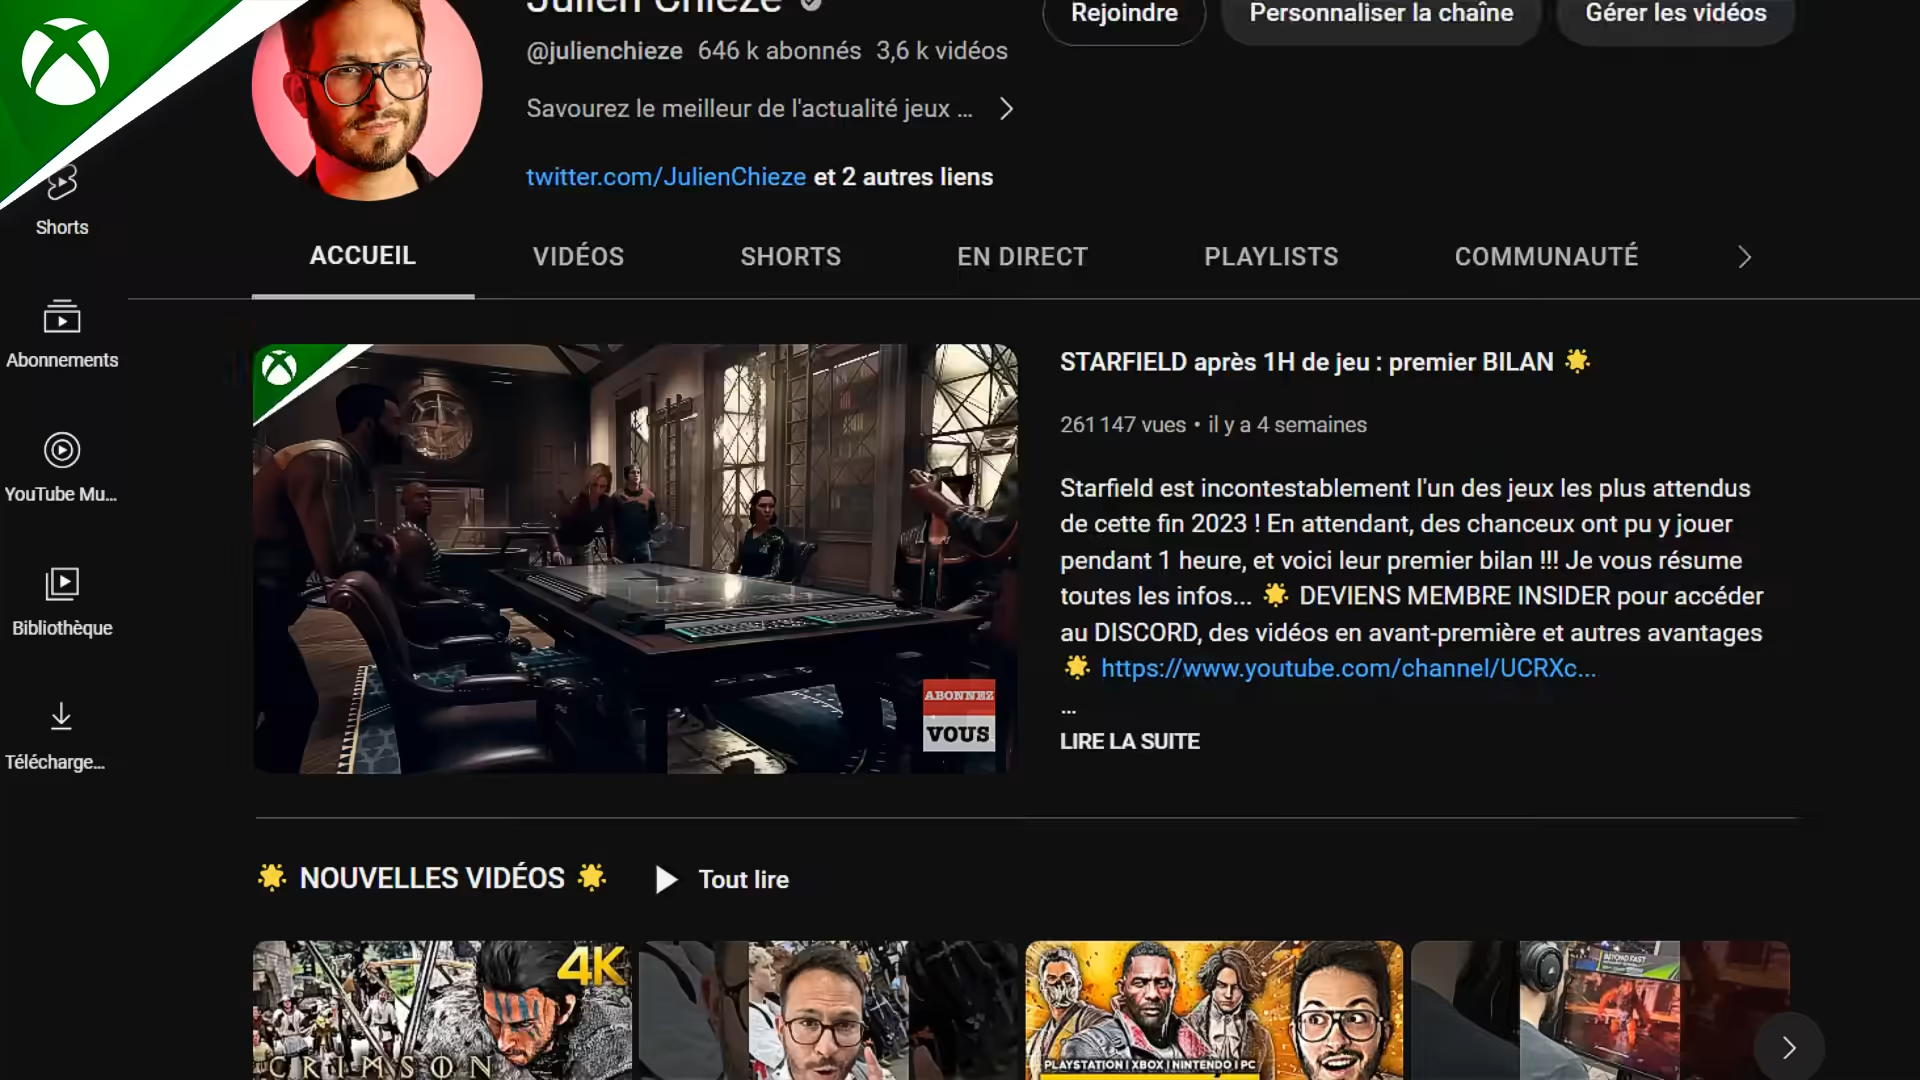 Julien Chièze
Rejoindre
Personnaliser la chaîne
Gérer les vidéos
@julienchieze 646 k abonnés 3,6 k vidéos
Savourez le meilleur de l'actualité jeux ...
twitter.com/JulienChieze et 2 autres liens
Shorts
Abonnements
YouTube Mu...
Bibliothèque
Télécharge...
ACCUEIL
VIDÉOS
SHORTS
EN DIRECT
PLAYLISTS
COMMUNAUTÉ
ABONNEZ
VOUS
STARFIELD après 1H de jeu : premier BILAN 🌟
261 147 vues • il y a 4 semaines
Starfield est incontestablement l'un des jeux les plus attendus
de cette fin 2023 ! En attendant, des chanceux ont pu y jouer
pendant 1 heure, et voici leur premier bilan !!! Je vous résume
toutes les infos... 🌟 DEVIENS MEMBRE INSIDER pour accéder
au DISCORD, des vidéos en avant-première et autres avantages
🌟 https://www.youtube.com/channel/UCRXc...
...
LIRE LA SUITE
🌟 NOUVELLES VIDÉOS 🌟
Tout lire
4K
CRIMSON
PLAYSTATION | XBOX | NINTENDO | PC
BEYOND FAST